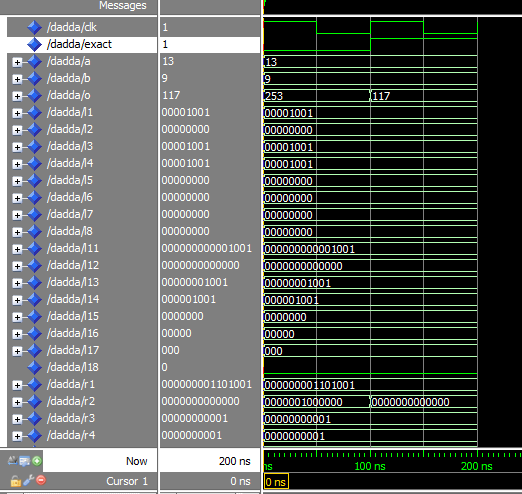 Messages
/dadda/clk 1
/dadda/exact 1
/dadda/a 13 13
/dadda/b 9 9
/dadda/o 117 253 117
/dadda/l1 00001001 00001001
/dadda/l2 00000000 00000000
/dadda/l3 00001001 00001001
/dadda/l4 00001001 00001001
/dadda/l5 00000000 00000000
/dadda/l6 00000000 00000000
/dadda/l7 00000000 00000000
/dadda/l8 00000000 00000000
/dadda/l11 000000000001001 000000000001001
/dadda/l12 0000000000000 0000000000000
/dadda/l13 00000001001 00000001001
/dadda/l14 000001001 000001001
/dadda/l15 0000000 0000000
/dadda/l16 00000 00000
/dadda/l17 000 000
/dadda/l18 0
/dadda/r1 000000001101001 000000001101001
/dadda/r2 0000000000000 0000001000000 0000000000000
/dadda/r3 00000000001 00000000001
/dadda/r4 0000000001 0000000001
Now 200 ns ns 100 ns 200 ns
Cursor 1 0 ns 0 ns